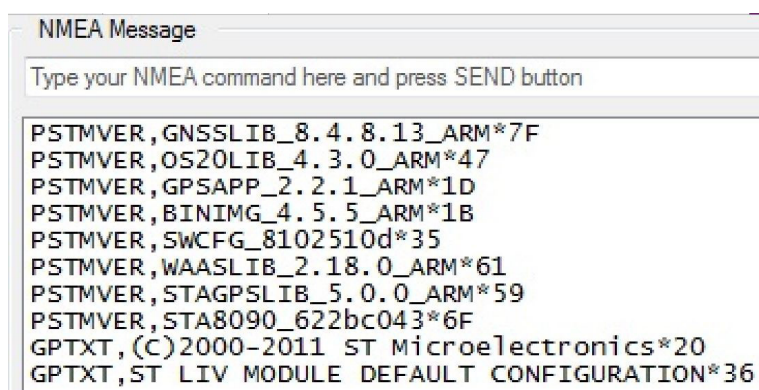 NMEA Message
Type your NMEA command here and press SEND button
PSTMVER,GNSSLIB_8.4.8.13_ARM*7F
PSTMVER,OS20LIB_4.3.0_ARM*47
PSTMVER,GPSAPP_2.2.1_ARM*1D
PSTMVER,BINIMG_4.5.5_ARM*1B
PSTMVER,SWCFG_8102510d*35
PSTMVER,WAASLIB_2.18.0_ARM*61
PSTMVER,STAGPSLIB_5.0.0_ARM*59
PSTMVER,STA8090_622bc043*6F
GPTXT,(C)2000-2011 ST Microelectronics*20
GPTXT,ST LIV MODULE DEFAULT CONFIGURATION*36